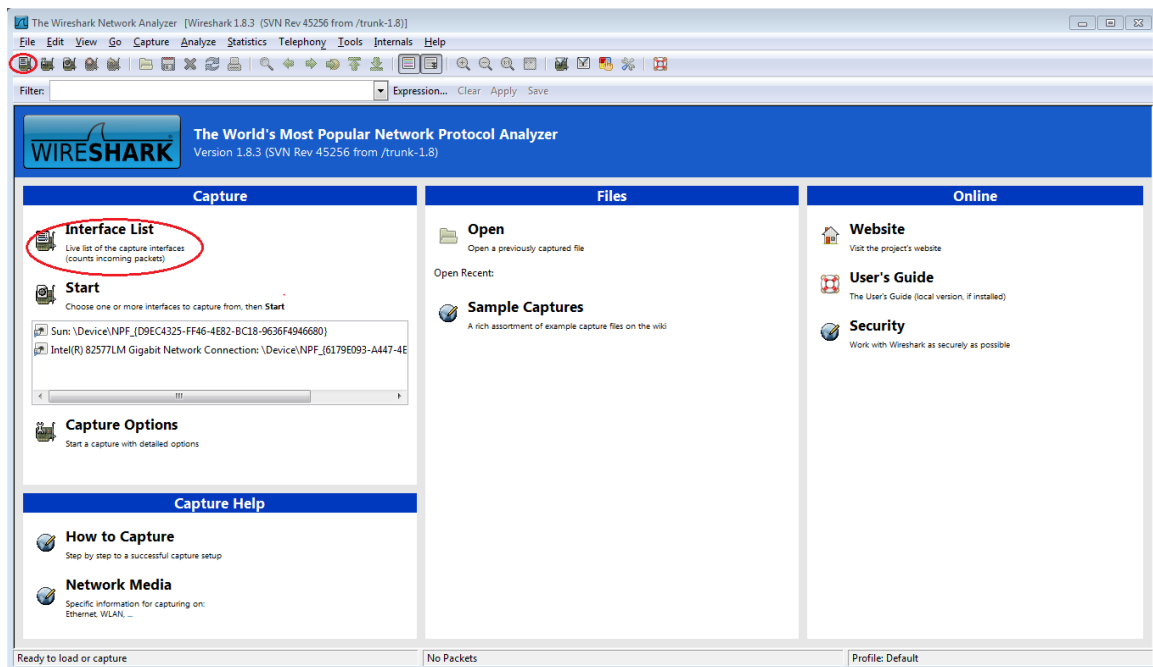 The Wireshark Network Analyzer [Wireshark 1.8.3 (SVN Rev 45256 from /trunk-1.8)]
File Edit View Go Capture Analyze Statistics Telephony Tools Internals Help
Filter: Expression... Clear Apply Save
WIRESHARK
The World's Most Popular Network Protocol Analyzer
Version 1.8.3 (SVN Rev 45256 from /trunk-1.8)
Capture
Interface List
Live list of the capture interfaces
(counts incoming packets)
Start
Choose one or more interfaces to capture from, then Start
Sun: \Device\NPF_{D9EC4325-FF46-4E82-BC18-9636F4946680}
Intel(R) 82577LM Gigabit Network Connection: \Device\NPF_{6179E093-A447-4E
Capture Options
Start a capture with detailed options
Capture Help
How to Capture
Step by step to a successful capture setup
Network Media
Specific information for capturing on:
Ethernet, WLAN, ...
Files
Open
Open a previously captured file
Open Recent:
Sample Captures
A rich assortment of example capture files on the wiki
Online
Website
Visit the project's website
User's Guide
The User's Guide (local version, if installed)
Security
Work with Wireshark as securely as possible
Ready to load or capture
No Packets
Profile: Default